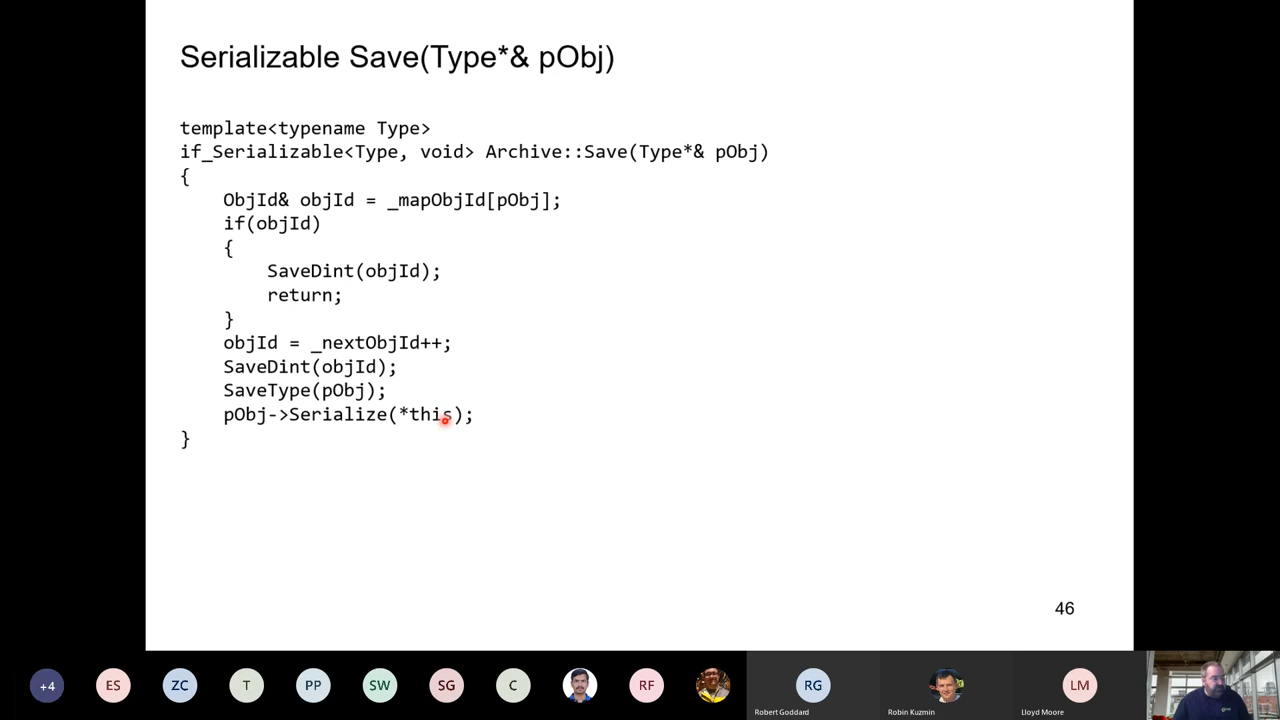 Serializable Save(Type*& pObj)
template<typename Type>
if_Serializable<Type, void> Archive::Save(Type*& pObj)
{
    ObjId& objId = _mapObjId[pObj];
    if(objId)
    {
        SaveDint(objId);
        return;
    }
    objId = _nextObjId++;
    SaveDint(objId);
    SaveType(pObj);
    pObj->Serialize(*this);
}
46
+4 ES ZC T PP SW SG C RF RG LM
Robert Goddard Robin Kuzmin Lloyd Moore